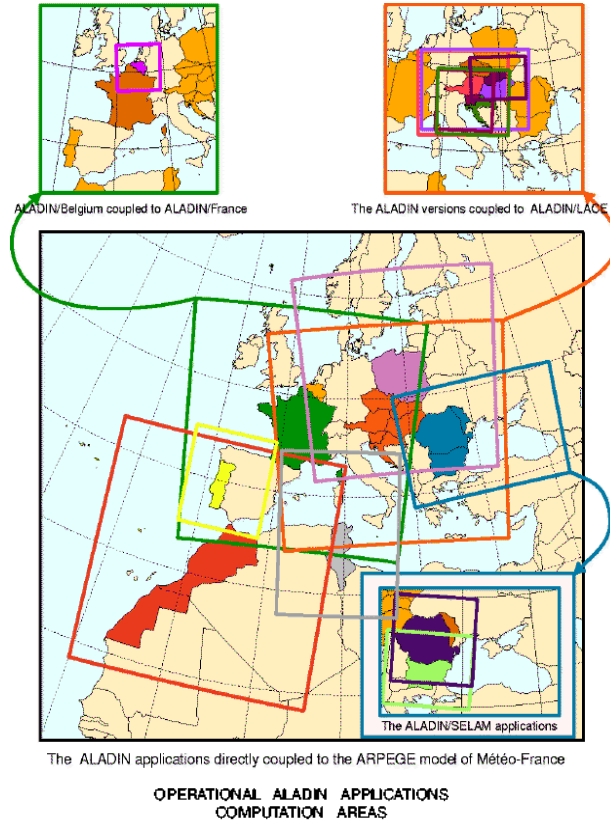 ALADIN/Belgium coupled to ALADIN/France
The ALADIN versions coupled to ALADIN/LACE
The ALADIN/SELAM applications
The ALADIN applications directly coupled to the ARPEGE model of Météo-France
OPERATIONAL ALADIN APPLICATIONS
COMPUTATION AREAS